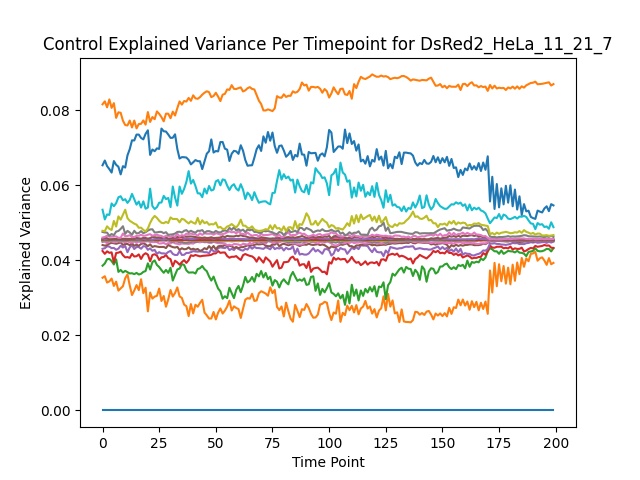 Control Explained Variance Per Timepoint for DsRed2_HeLa_11_21_7
0.08
0.06
0.04
0.02
0.00
Explained Variance
0 25 50 75 100 125 150 175 200
Time Point